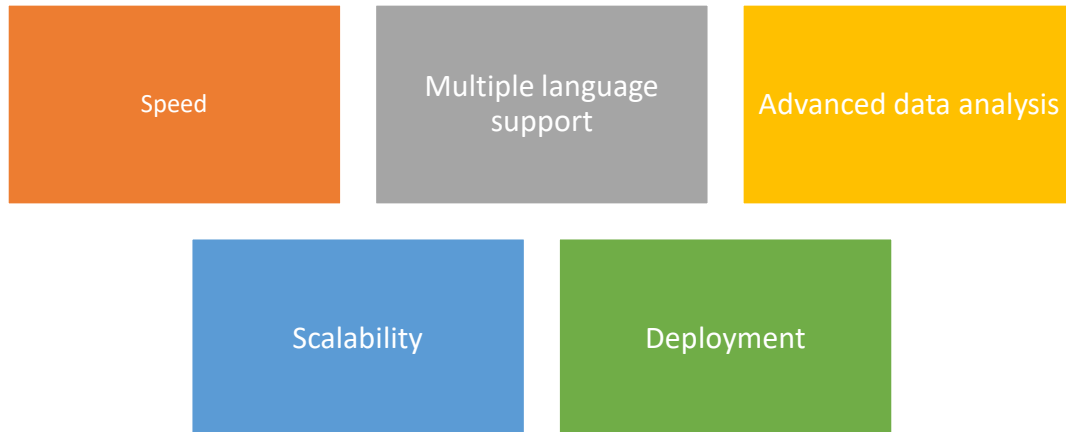 Speed
Multiple language
support
Advanced data analysis
Scalability
Deployment